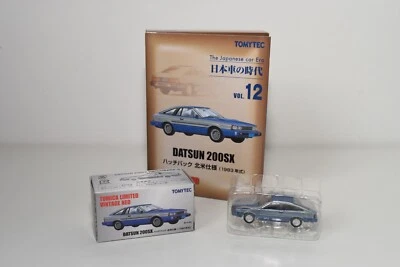 TOMYTEC
The Japanese car Era
日本車の時代
VOL. 12
DATSUN 200SX
ハッチバック 北米仕様
TOMYTEC
TOMICA LIMITED
VINTAGE NEO
DATSUN 200SX